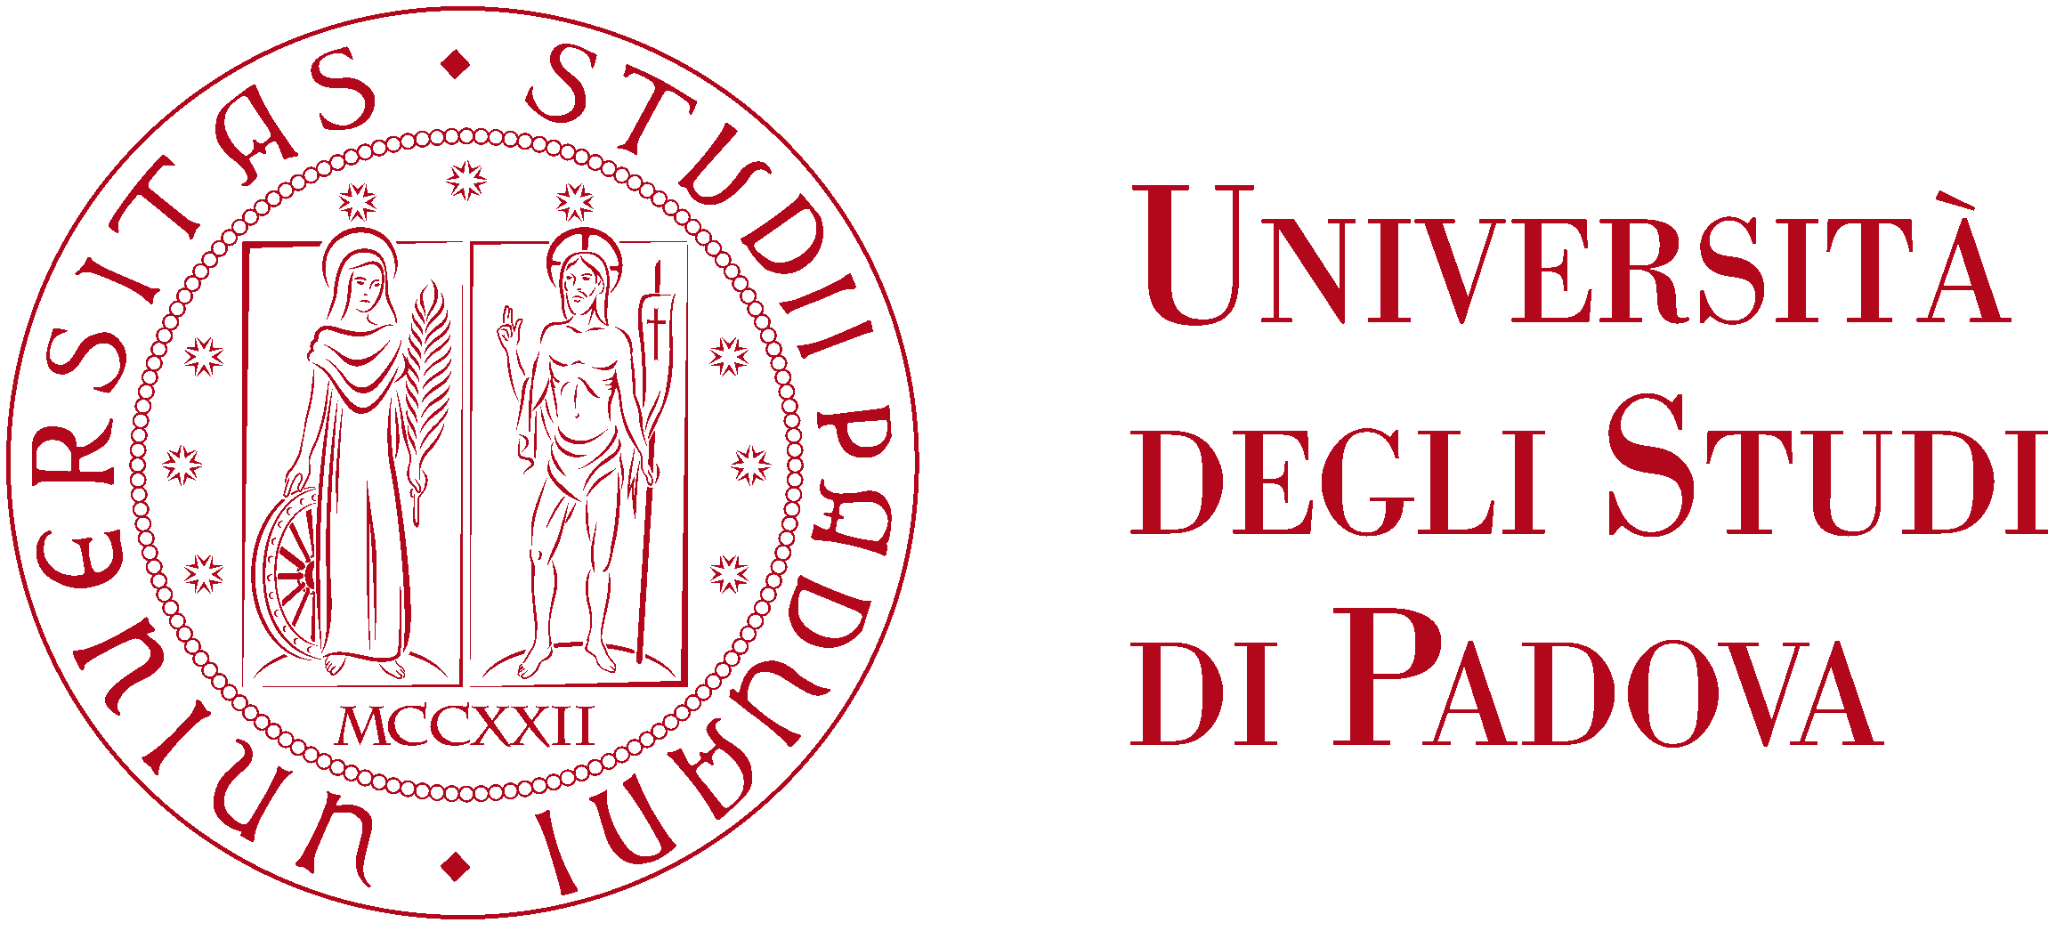 UNIVERSITAS • STUDII PADUANI
MCCXXII
UNIVERSITÀ
DEGLI STUDI
DI PADOVA